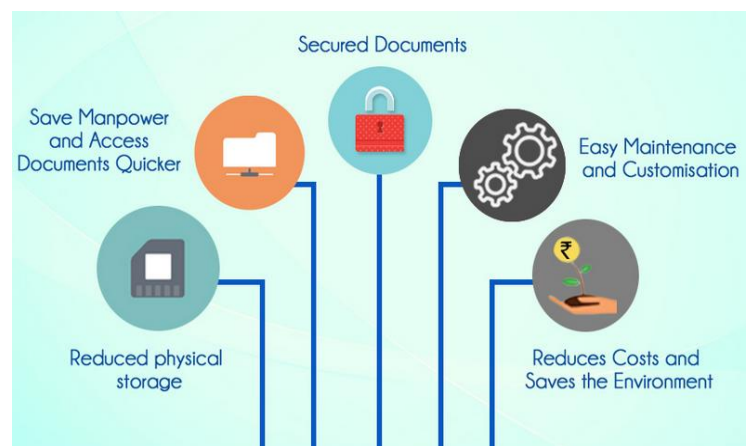 Secured Documents
Save Manpower
and Access
Documents Quicker
Easy Maintenance
and Customisation
₹
Reduced physical
storage
Reduces Costs and
Saves the Environment